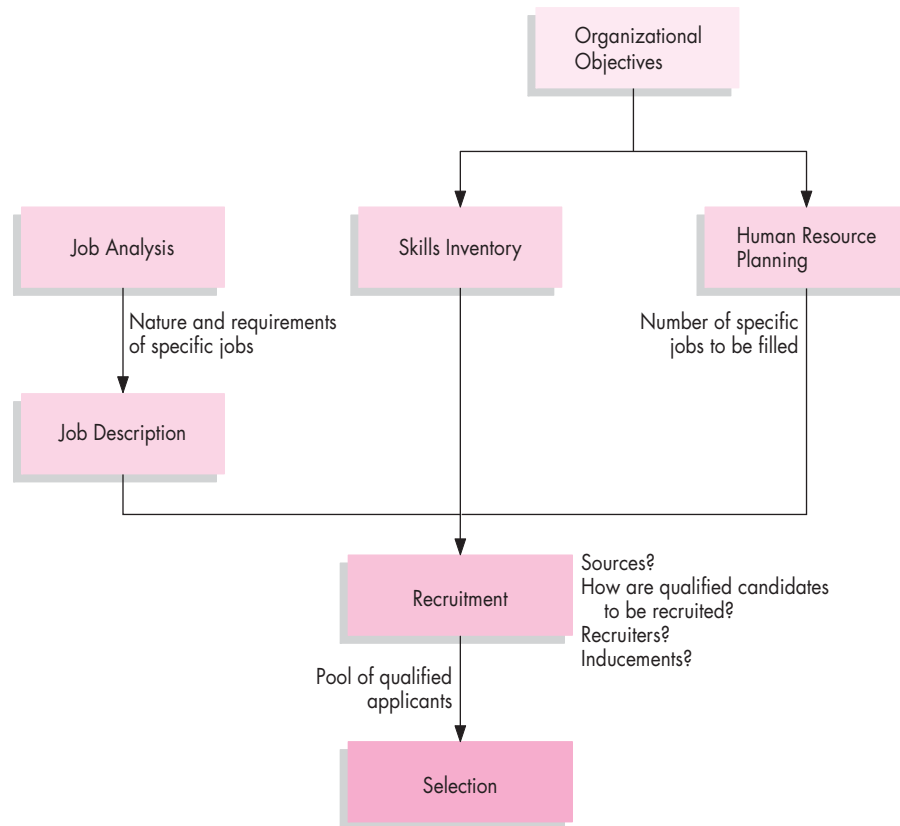 Organizational
Objectives
Job Analysis
Skills Inventory
Human Resource
Planning
Nature and requirements
of specific jobs
Number of specific
jobs to be filled
Job Description
Recruitment
Sources?
How are qualified candidates
to be recruited?
Recruiters?
Inducements?
Pool of qualified
applicants
Selection